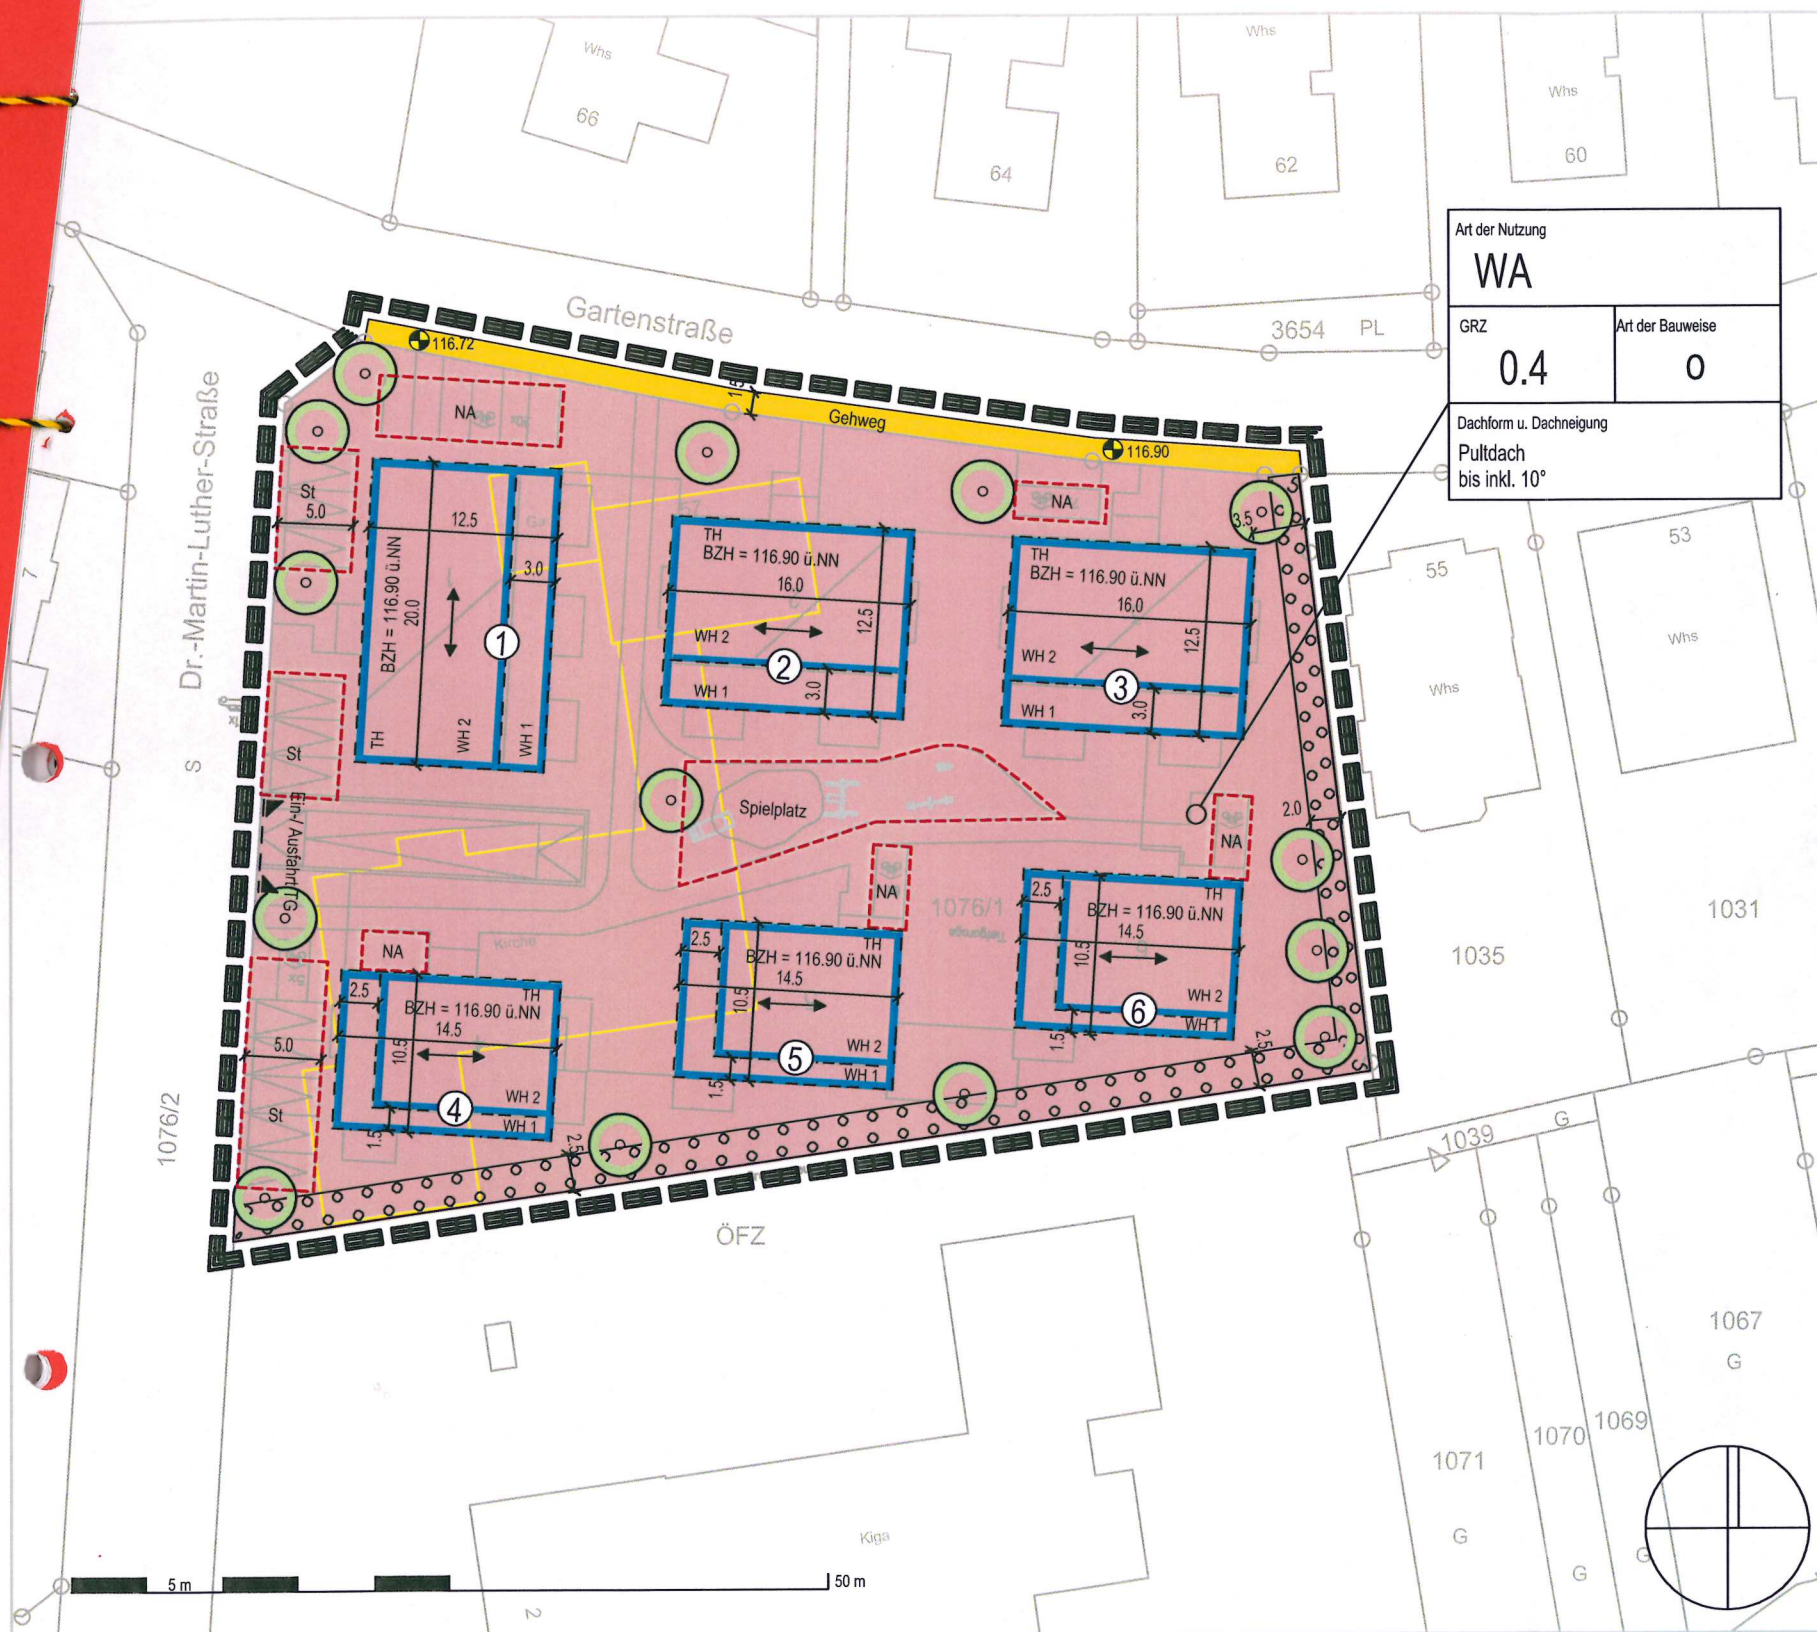 Whs
66
64
Whs
62
Whs
60
Art der Nutzung
WA
GRZ
0.4
Art der Bauweise
o
Dachform u. Dachneigung
Pultdach
bis inkl. 10°
Gartenstraße
3654 PL
116.72
1.5
Gehweg
116.90
Dr.-Martin-Luther-Straße
S
7
NA
St
5.0
12.5
3.0
BZH = 116.90 ü.NN
20.0
1
TH
WH 2
WH 1
57
TH
BZH = 116.90 ü.NN
16.0
12.5
WH 2
2
WH 1
3.0
NA
TH
BZH = 116.90 ü.NN
16.0
12.5
WH 2
3
WH 1
3.0
3.5
55
Whs
53
Whs
St
Ein-/ Ausfahrt TG
Spielplatz
NA
1076/1
Tiefgarage
Kirche
2.0
NA
NA
2.5
TH
BZH = 116.90 ü.NN
14.5
10.5
4
WH 2
WH 1
1.5
2.5
TH
BZH = 116.90 ü.NN
14.5
10.5
5
WH 2
WH 1
1.5
2.5
TH
BZH = 116.90 ü.NN
14.5
10.5
6
WH 2
WH 1
1.5
2.5
5.0
St
2.5
1076/2
ÖFZ
1031
1035
1039
G
1067
G
1069
1070
1071
G
G
G
Kiga
2
5 m
50 m